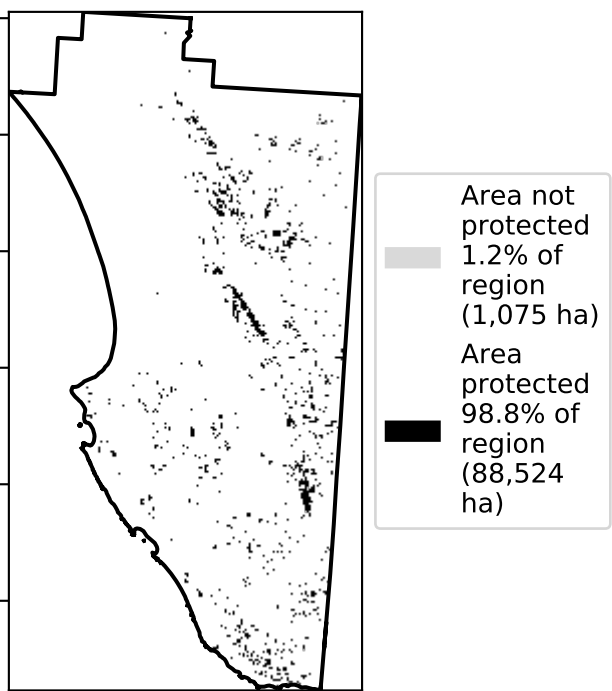 Area not
protected
1.2% of
region
(1,075 ha)
Area
protected
98.8% of
region
(88,524
ha)